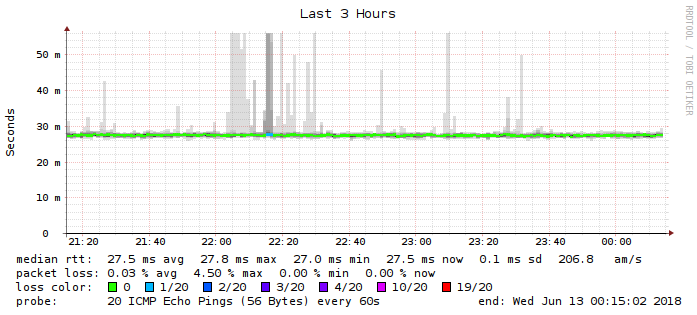 Last 3 Hours
RRDTOOL / TOBI OETIKER
Seconds
50 m
40 m
30 m
20 m
10 m
0
21:20 21:40 22:00 22:20 22:40 23:00 23:20 23:40 00:00
median rtt: 27.5 ms avg 27.8 ms max 27.0 ms min 27.5 ms now 0.1 ms sd 206.8 am/s
packet loss: 0.03 % avg 4.50 % max 0.00 % min 0.00 % now
loss color: 0 1/20 2/20 3/20 4/20 10/20 19/20
probe: 20 ICMP Echo Pings (56 Bytes) every 60s end: Wed Jun 13 00:15:02 2018